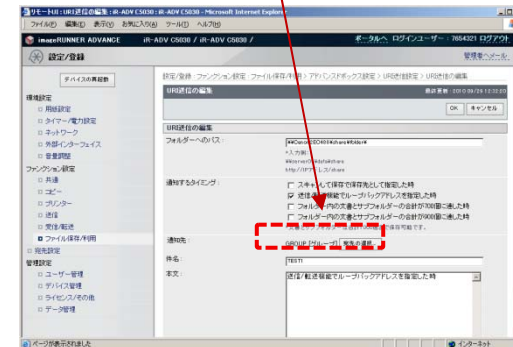 リモートUI : URI送信の編集 : iR-ADV C5030 : iR-ADV C5030 - Microsoft Internet Explorer
ファイル(F) 編集(E) 表示(V) お気に入り(A) ツール(T) ヘルプ(H)
imageRUNNER ADVANCE iR-ADV C5030 / iR-ADV C5030 / ポータルへ ログインユーザー : 7654321 ログアウト
設定/登録 管理者へメール
デバイスの再起動
環境設定
用紙設定
タイマー/電力設定
ネットワーク
外部インターフェイス
音量調整
ファンクション設定
共通
コピー
プリンター
送信
受信/転送
ファイル保存/利用
宛先設定
管理設定
ユーザー管理
デバイス管理
ライセンス/その他
データ管理
設定/登録 : ファンクション設定 : ファイル保存/利用 > アドバンスドボックス設定 > URI送信設定 > URI送信の編集
URI送信の編集
OK キャンセル
URI送信の編集
フォルダーへのパス :
*入力例:
通知するタイミング :
スキャンして保存で保存先として指定した時
送信/転送機能でループバックアドレスを指定した時
フォルダー内の文書とサブフォルダーの合計が700個に達した時
フォルダー内の文書とサブフォルダーの合計が900個に達した時
通知先 :
GROUP [グループ] 宛先の選択...
件名 :
TEST1
本文 :
送信/転送機能でループバックアドレスを指定した時
ページが表示されました
インターネット